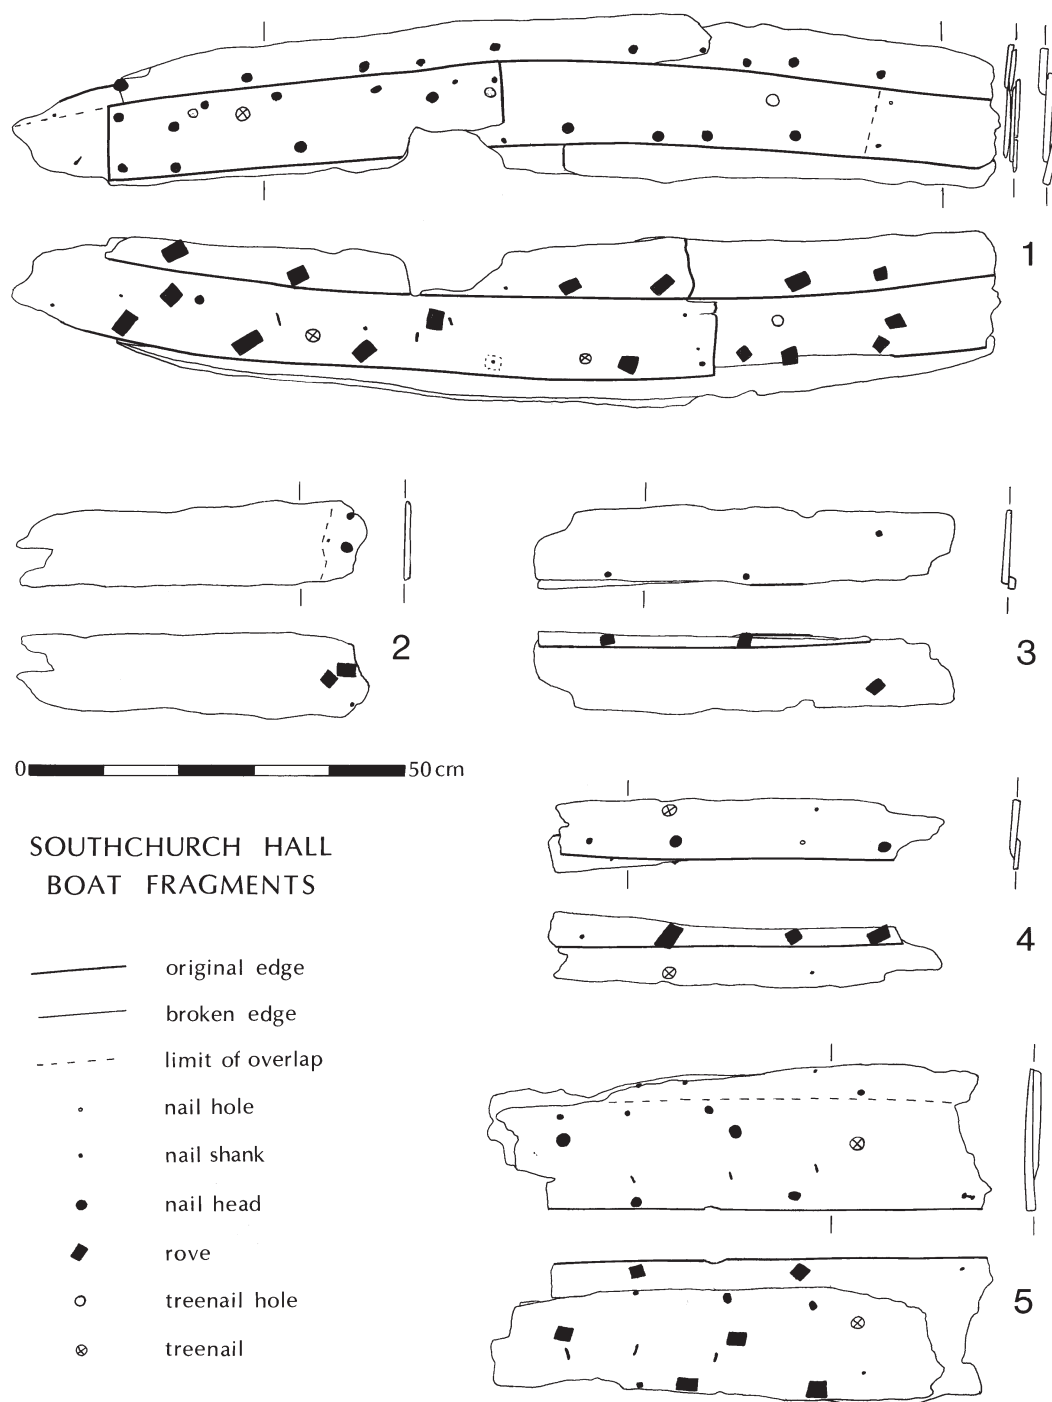 1
2
3
0 50 cm
SOUTHCHURCH HALL
BOAT FRAGMENTS
4
original edge
broken edge
limit of overlap
nail hole
nail shank
nail head
rove
treenail hole
treenail
5